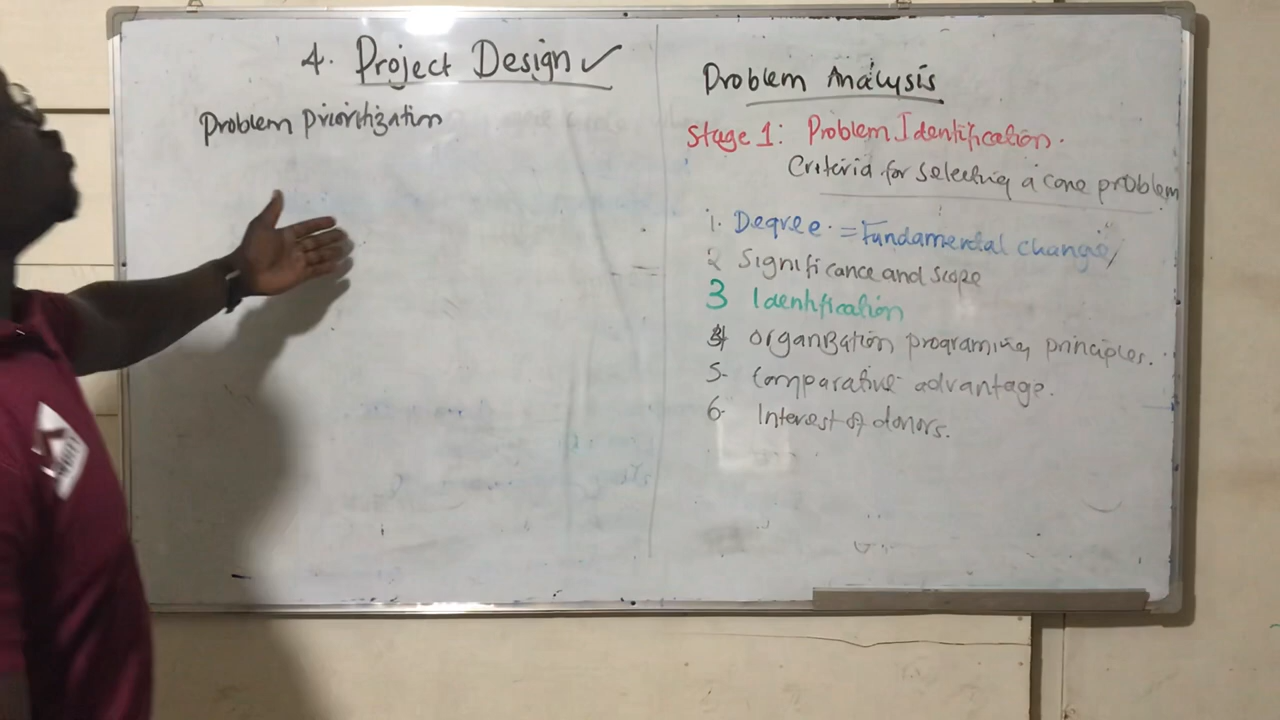 4. Project Design ✓
Problem Prioritization
Problem Analysis
Stage 1: Problem Identification.
Criteria for selecting a core problem
1. Degree = Fundamental change
2 Significance and scope
3 Identification
4 Organization programing principles.
5- Comparative advantage.
6- Interest of donors.